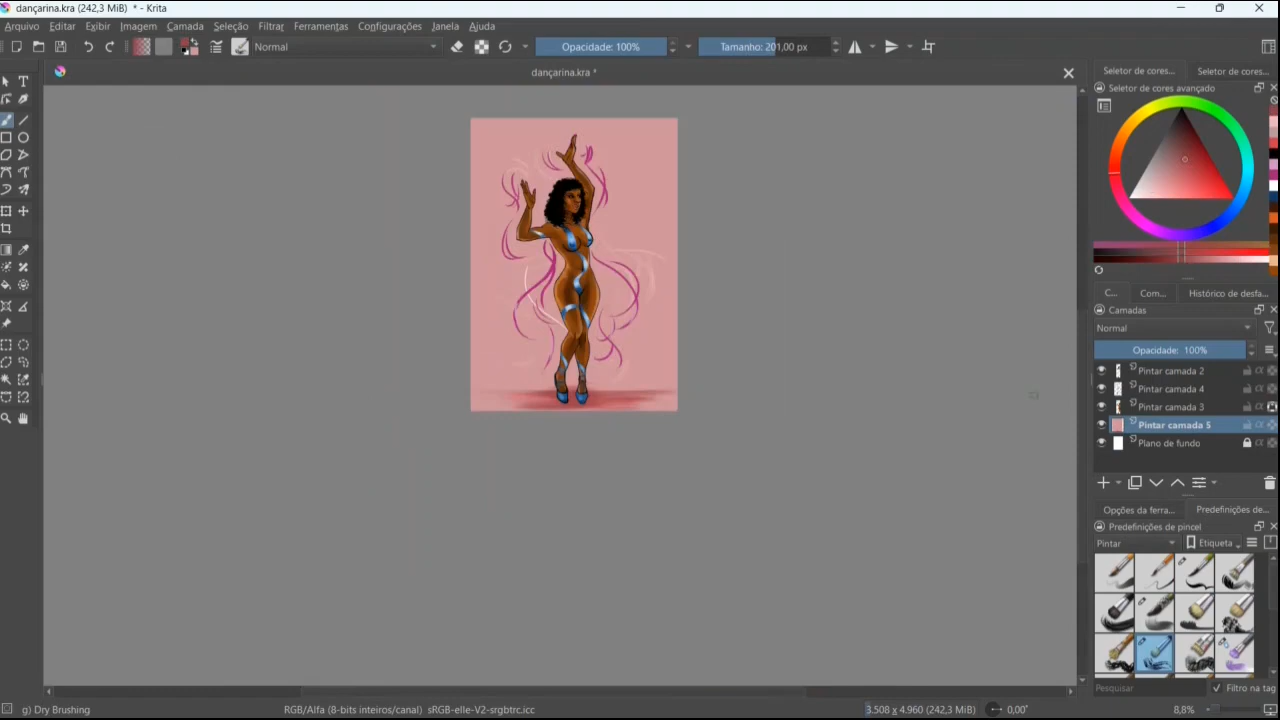 dançarina.kra (242,3 MiB) * - Krita
Arquivo Editar Exibir Imagem Camada Seleção Filtrar Ferramentas Configurações Janela Ajuda
Normal Opacidade: 100% Tamanho: 201,00 px
dançarina.kra *
Seletor de cores... Seletor de cores...
Seletor de cores avançado
C... Com... Histórico de desfa...
Camadas
Normal
Opacidade: 100%
Pintar camada 2
Pintar camada 4
Pintar camada 3
Pintar camada 5
Plano de fundo
Opções da ferra... Predefinições de...
Predefinições de pincel
Pintar Etiqueta
Pesquisar Filtro na tag
g) Dry Brushing RGB/Alfa (8-bits inteiros/canal) sRGB-elle-V2-srgbtrc.icc 3.508 x 4.960 (242,3 MiB) 0,00° 8,8%